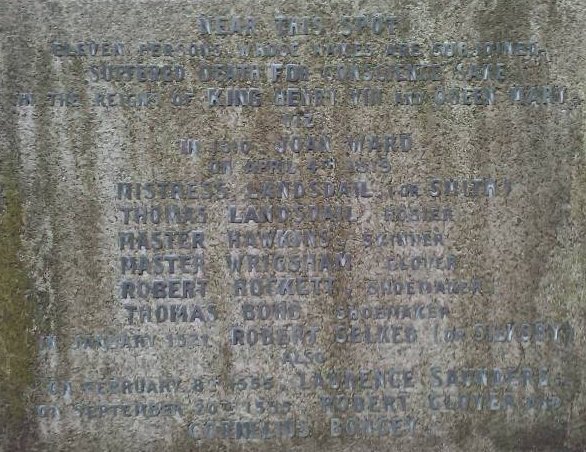 NEAR THIS SPOT
ELEVEN PERSONS, WHOSE NAMES ARE SUBJOINED,
SUFFERED DEATH FOR CONSCIENCE SAKE
IN THE REIGNS OF KING HENRY VIII AND QUEEN MARY,
VIZ
IN 1510 JOAN WARD
ON APRIL 4TH 1519
MISTRESS LANDSDAIL (OR SMITH)
THOMAS LANDSDAIL, HOSIER
MASTER HAWKINS, SKINNER
MASTER WRIGSHAM GLOVER
ROBERT HOCKETT SHOEMAKER
THOMAS BOND SHOEMAKER
IN JANUARY 1521 ROBERT SILKEB (OR SILKESBY)
ALSO
ON FEBRUARY 8TH 1555, LAURENCE SAUNDERS
ON SEPTEMBER 20TH 1555 ROBERT GLOVER AND
CORNELIUS BONGEY